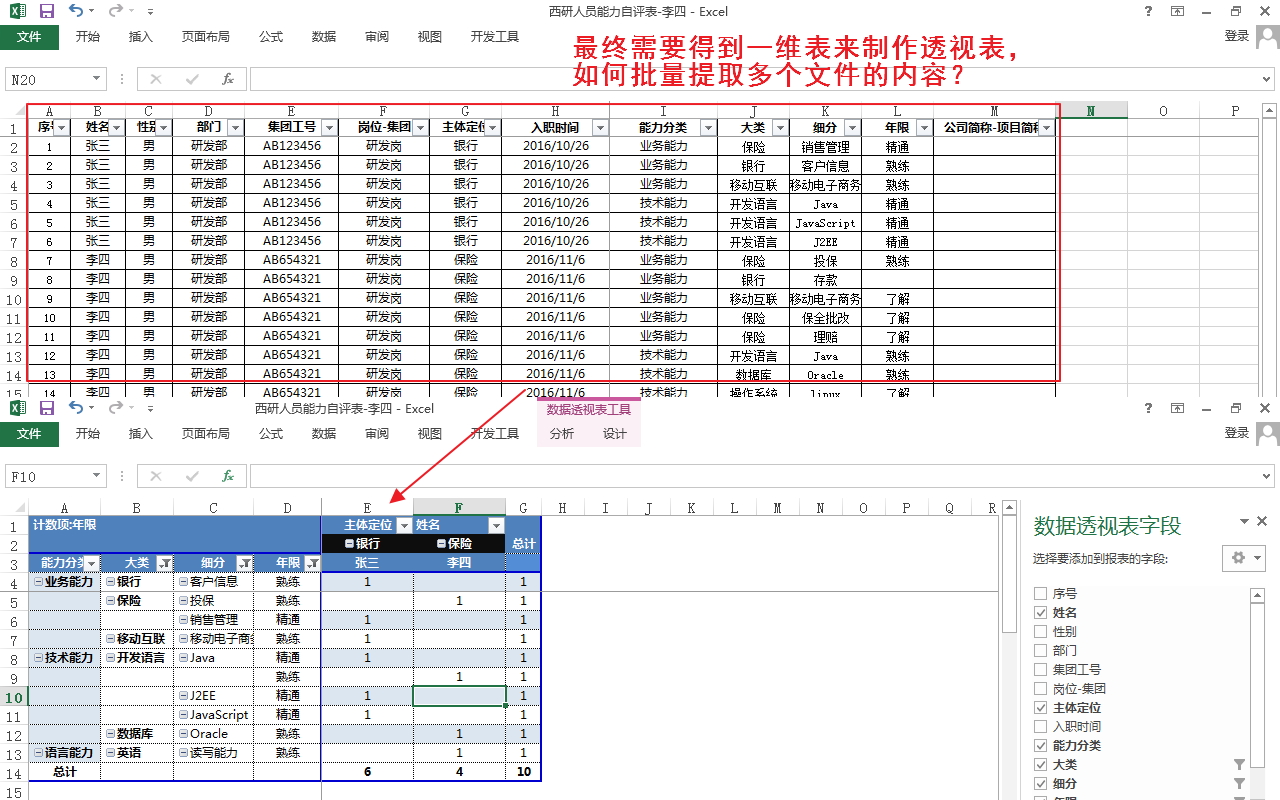 西研人员能力自评表-李四 - Excel
文件 开始 插入 页面布局 公式 数据 审阅 视图 开发工具 登录
最终需要得到一维表来制作透视表，
如何批量提取多个文件的内容？
N20 fx
A B C D E F G H I J K L M N O P
1 序号 姓名 性别 部门 集团工号 岗位-集团 主体定位 入职时间 能力分类 大类 细分 年限 公司简称-项目简称
2 1 张三 男 研发部 AB123456 研发岗 银行 2016/10/26 业务能力 保险 销售管理 精通
3 2 张三 男 研发部 AB123456 研发岗 银行 2016/10/26 业务能力 银行 客户信息 熟练
4 3 张三 男 研发部 AB123456 研发岗 银行 2016/10/26 业务能力 移动互联 移动电子商务 熟练
5 4 张三 男 研发部 AB123456 研发岗 银行 2016/10/26 技术能力 开发语言 Java 精通
6 5 张三 男 研发部 AB123456 研发岗 银行 2016/10/26 技术能力 开发语言 JavaScript 精通
7 6 张三 男 研发部 AB123456 研发岗 银行 2016/10/26 技术能力 开发语言 J2EE 精通
8 7 李四 男 研发部 AB654321 研发岗 保险 2016/11/6 业务能力 保险 投保 熟练
9 8 李四 男 研发部 AB654321 研发岗 保险 2016/11/6 业务能力 银行 存款
10 9 李四 男 研发部 AB654321 研发岗 保险 2016/11/6 业务能力 移动互联 移动电子商务 了解
11 10 李四 男 研发部 AB654321 研发岗 保险 2016/11/6 业务能力 保险 保全批改 了解
12 11 李四 男 研发部 AB654321 研发岗 保险 2016/11/6 业务能力 保险 理赔 了解
13 12 李四 男 研发部 AB654321 研发岗 保险 2016/11/6 技术能力 开发语言 Java 熟练
14 13 李四 男 研发部 AB654321 研发岗 保险 2016/11/6 技术能力 数据库 Oracle 熟练
15 14 李四 男 研发部 AB654321 研发岗 保险 2016/11/6 技术能力 操作系统 linux 了解
西研人员能力自评表-李四 - Excel 数据透视表工具
文件 开始 插入 页面布局 公式 数据 审阅 视图 开发工具 分析 设计 登录
F10 fx
A B C D E F G H I J K L M N O P Q R
1 计数项:年限 主体定位 姓名
2 银行 保险 总计
3 能力分类 大类 细分 年限 张三 李四
4 业务能力 银行 客户信息 熟练 1 1
5 保险 投保 熟练 1 1
6 销售管理 精通 1 1
7 移动互联 移动电子商务 熟练 1 1
8 技术能力 开发语言 Java 精通 1 1
9 熟练 1 1
10 J2EE 精通 1 1
11 JavaScript 精通 1 1
12 数据库 Oracle 熟练 1 1
13 语言能力 英语 读写能力 熟练 1 1
14 总计 6 4 10
15
数据透视表字段
选择要添加到报表的字段:
序号
姓名
性别
部门
集团工号
岗位-集团
主体定位
入职时间
能力分类
大类
细分
年限